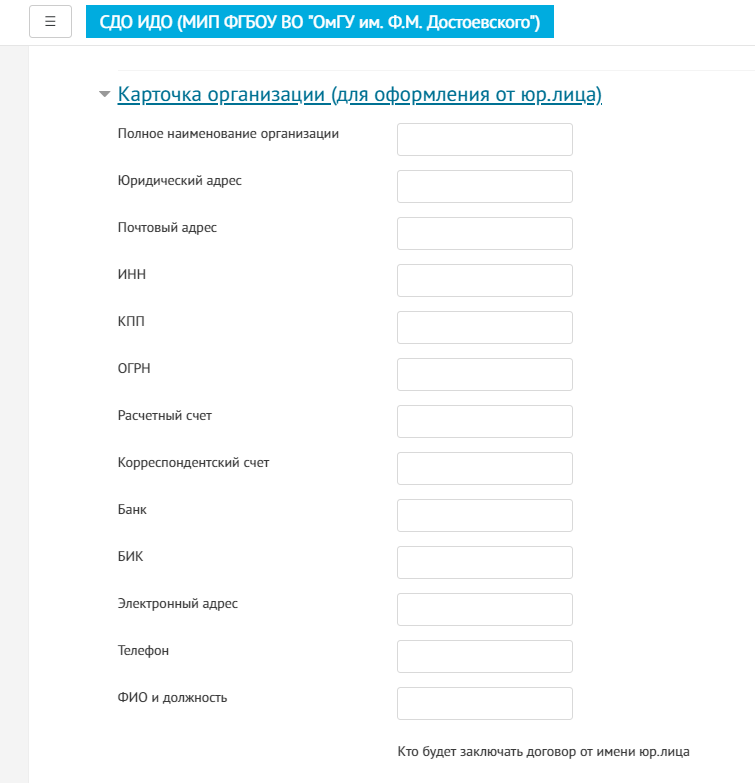 СДО ИДО (МИП ФГБОУ ВО "ОмГУ им. Ф.М. Достоевского")
Карточка организации (для оформления от юр.лица)
Полное наименование организации
Юридический адрес
Почтовый адрес
ИНН
КПП
ОГРН
Расчетный счет
Корреспондентский счет
Банк
БИК
Электронный адрес
Телефон
ФИО и должность
Кто будет заключать договор от имени юр.лица